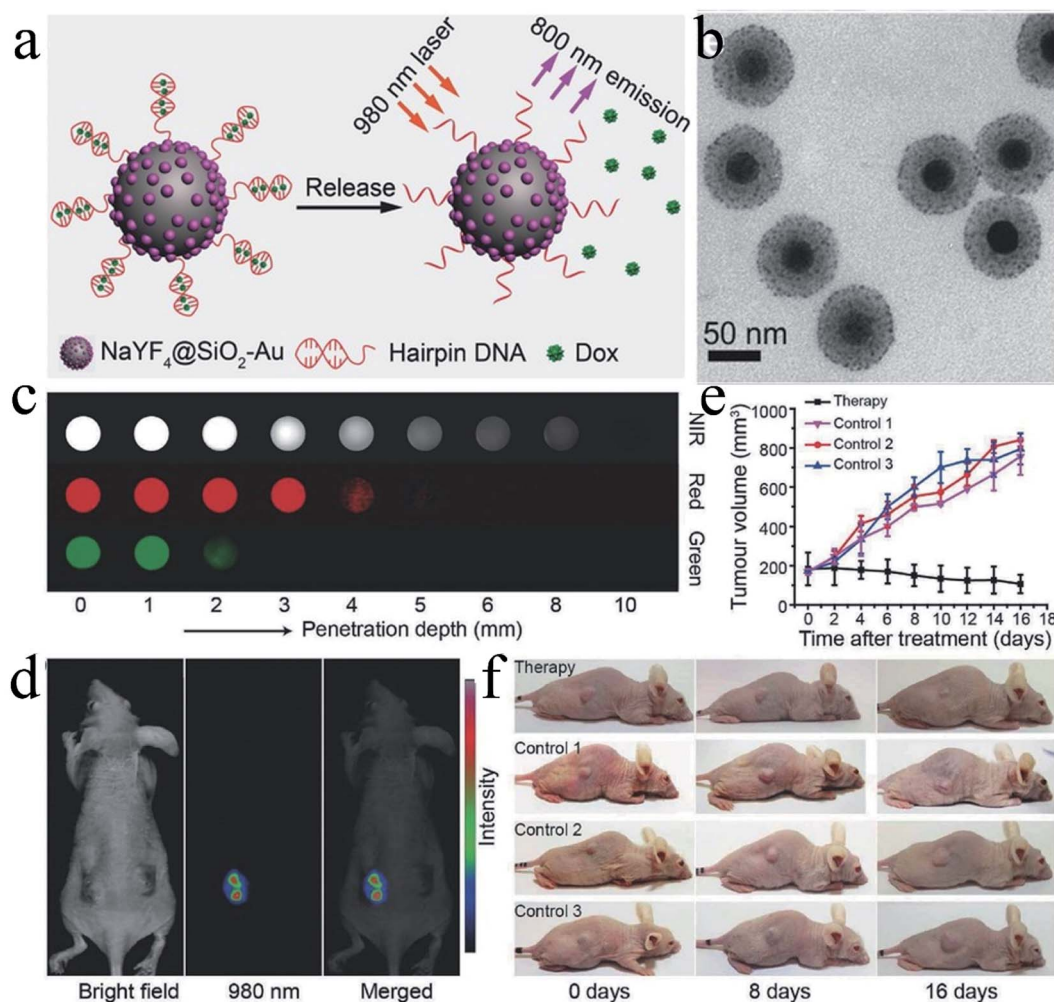 a
980 nm laser
800 nm emission
Release
NaYF₄@SiO₂-Au
Hairpin DNA
Dox
b
50 nm
c
NIR
Red
Green
0 1 2 3 4 5 6 8 10
Penetration depth (mm)
e
Therapy
Control 1
Control 2
Control 3
Tumour volume (mm³)
1000
800
600
400
200
0
0 2 4 6 8 10 12 14 16 18
Time after treatment (days)
d
Intensity
Bright field 980 nm Merged
f
Therapy
Control 1
Control 2
Control 3
0 days 8 days 16 days